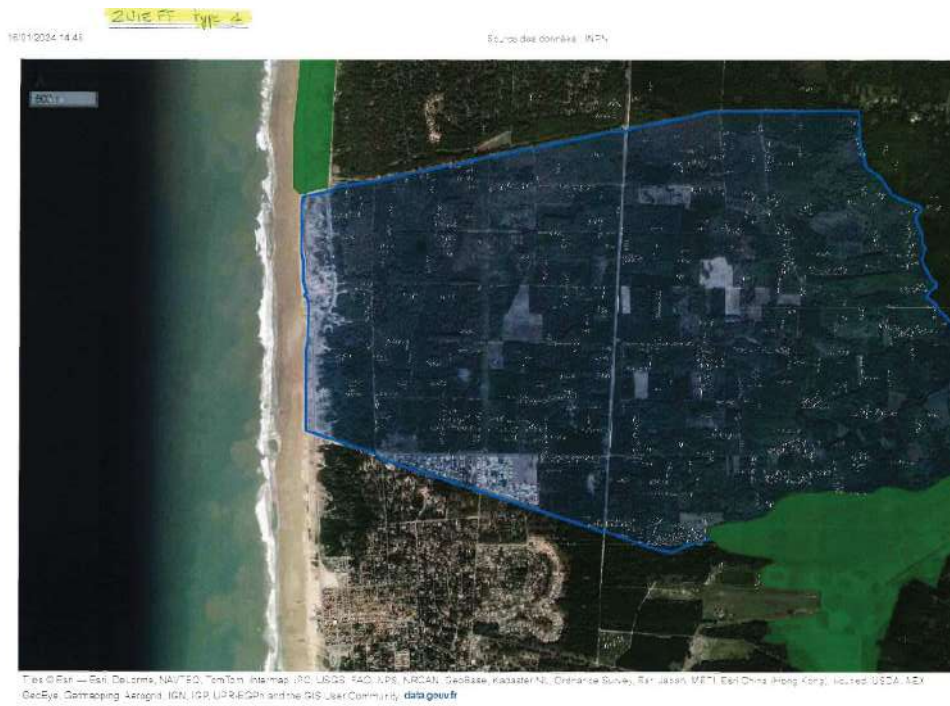 ZNIEFF type 1
16/01/2024 14:48
Source des données : INPN
500 m
Tiles © Esri — Esri, DeLorme, NAVTEQ, TomTom, Intermap, iPC, USGS, FAO, NPS, NRCAN, GeoBase, Kadaster NL, Ordnance Survey, Esri Japan, METI, Esri China (Hong Kong), USDA, AEX
GeoEye, Getmapping, Aerogrid, IGN, IGP, UPR-EGP, and the GIS User Community data.gouv.fr